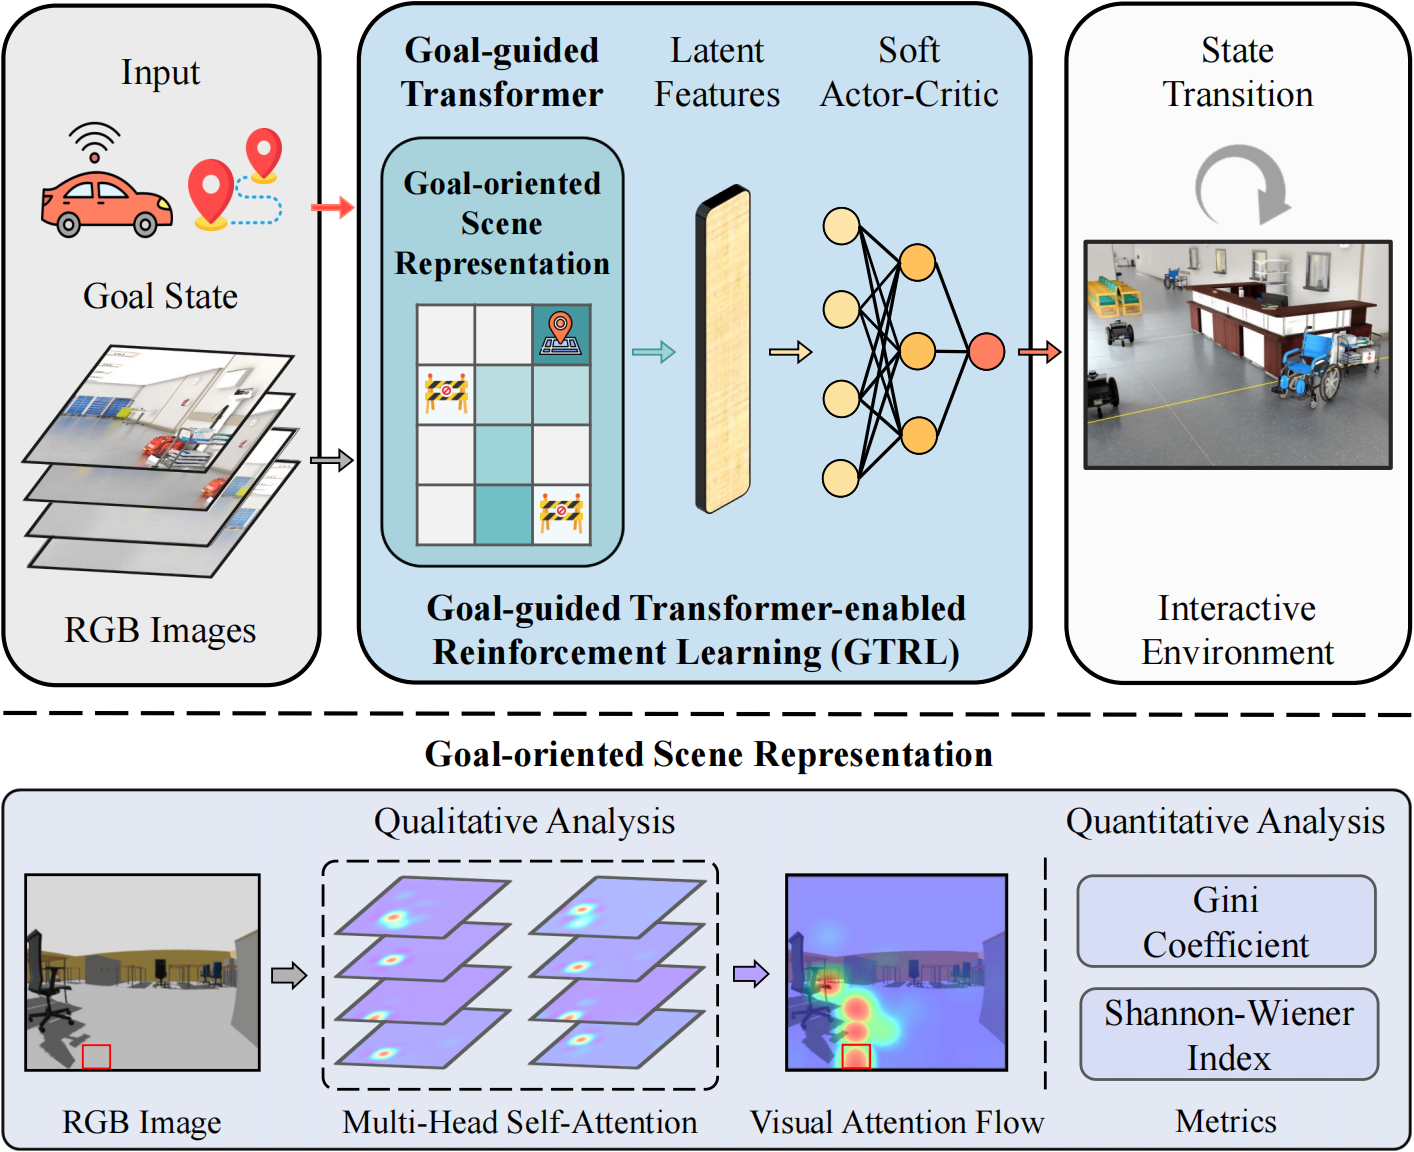 Input
Goal State
RGB Images
Goal-guided
Transformer
Latent
Features
Soft
Actor-Critic
Goal-oriented
Scene
Representation
Goal-guided Transformer-enabled
Reinforcement Learning (GTRL)
State
Transition
Interactive
Environment
Goal-oriented Scene Representation
Qualitative Analysis
Quantitative Analysis
Gini
Coefficient
Shannon-Wiener
Index
RGB Image
Multi-Head Self-Attention
Visual Attention Flow
Metrics